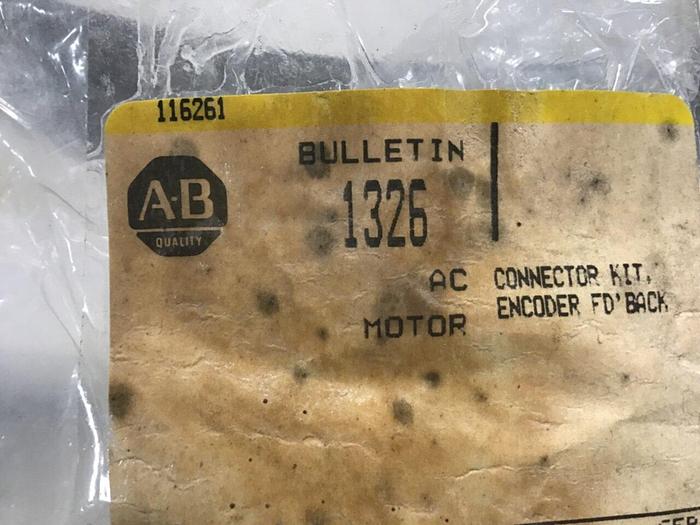 116261
A-B
QUALITY
BULLETIN
1326
AC
MOTOR
CONNECTOR KIT,
ENCODER FD'BACK